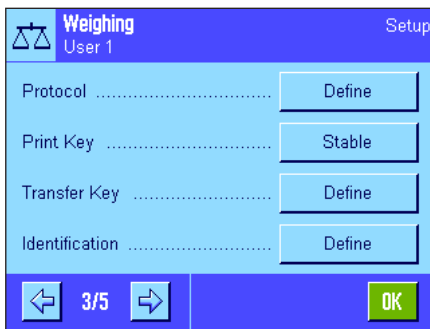 Weighing Setup
User 1
Protocol ................................ Define
Print Key .............................. Stable
Transfer Key .......................... Define
Identification .......................... Define
3/5 OK